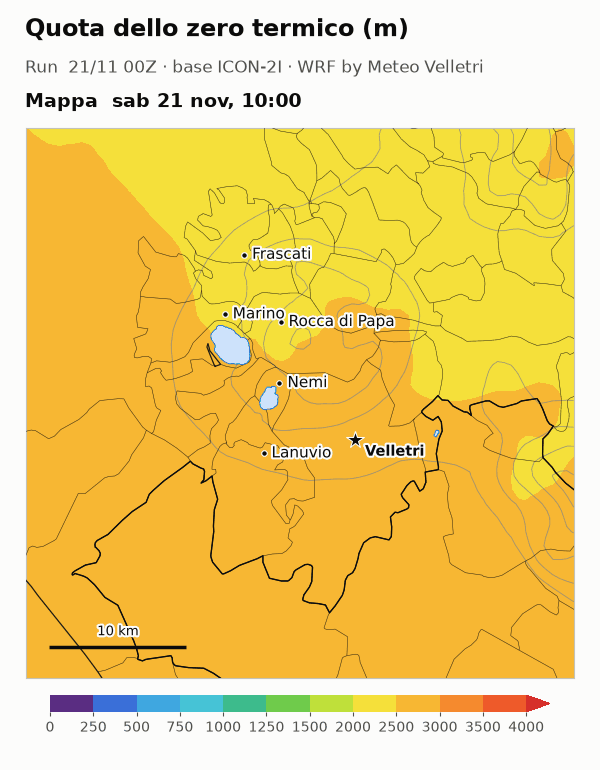 Quota dello zero termico (m)
Run  21/11 00Z · base ICON-2I · WRF by Meteo Velletri
Mappa  sab 21 nov, 10:00
Frascati
Marino
Rocca di Papa
Nemi
Velletri
Lanuvio
10 km
0 250 500 750 1000 1250 1500 2000 2500 3000 3500 4000